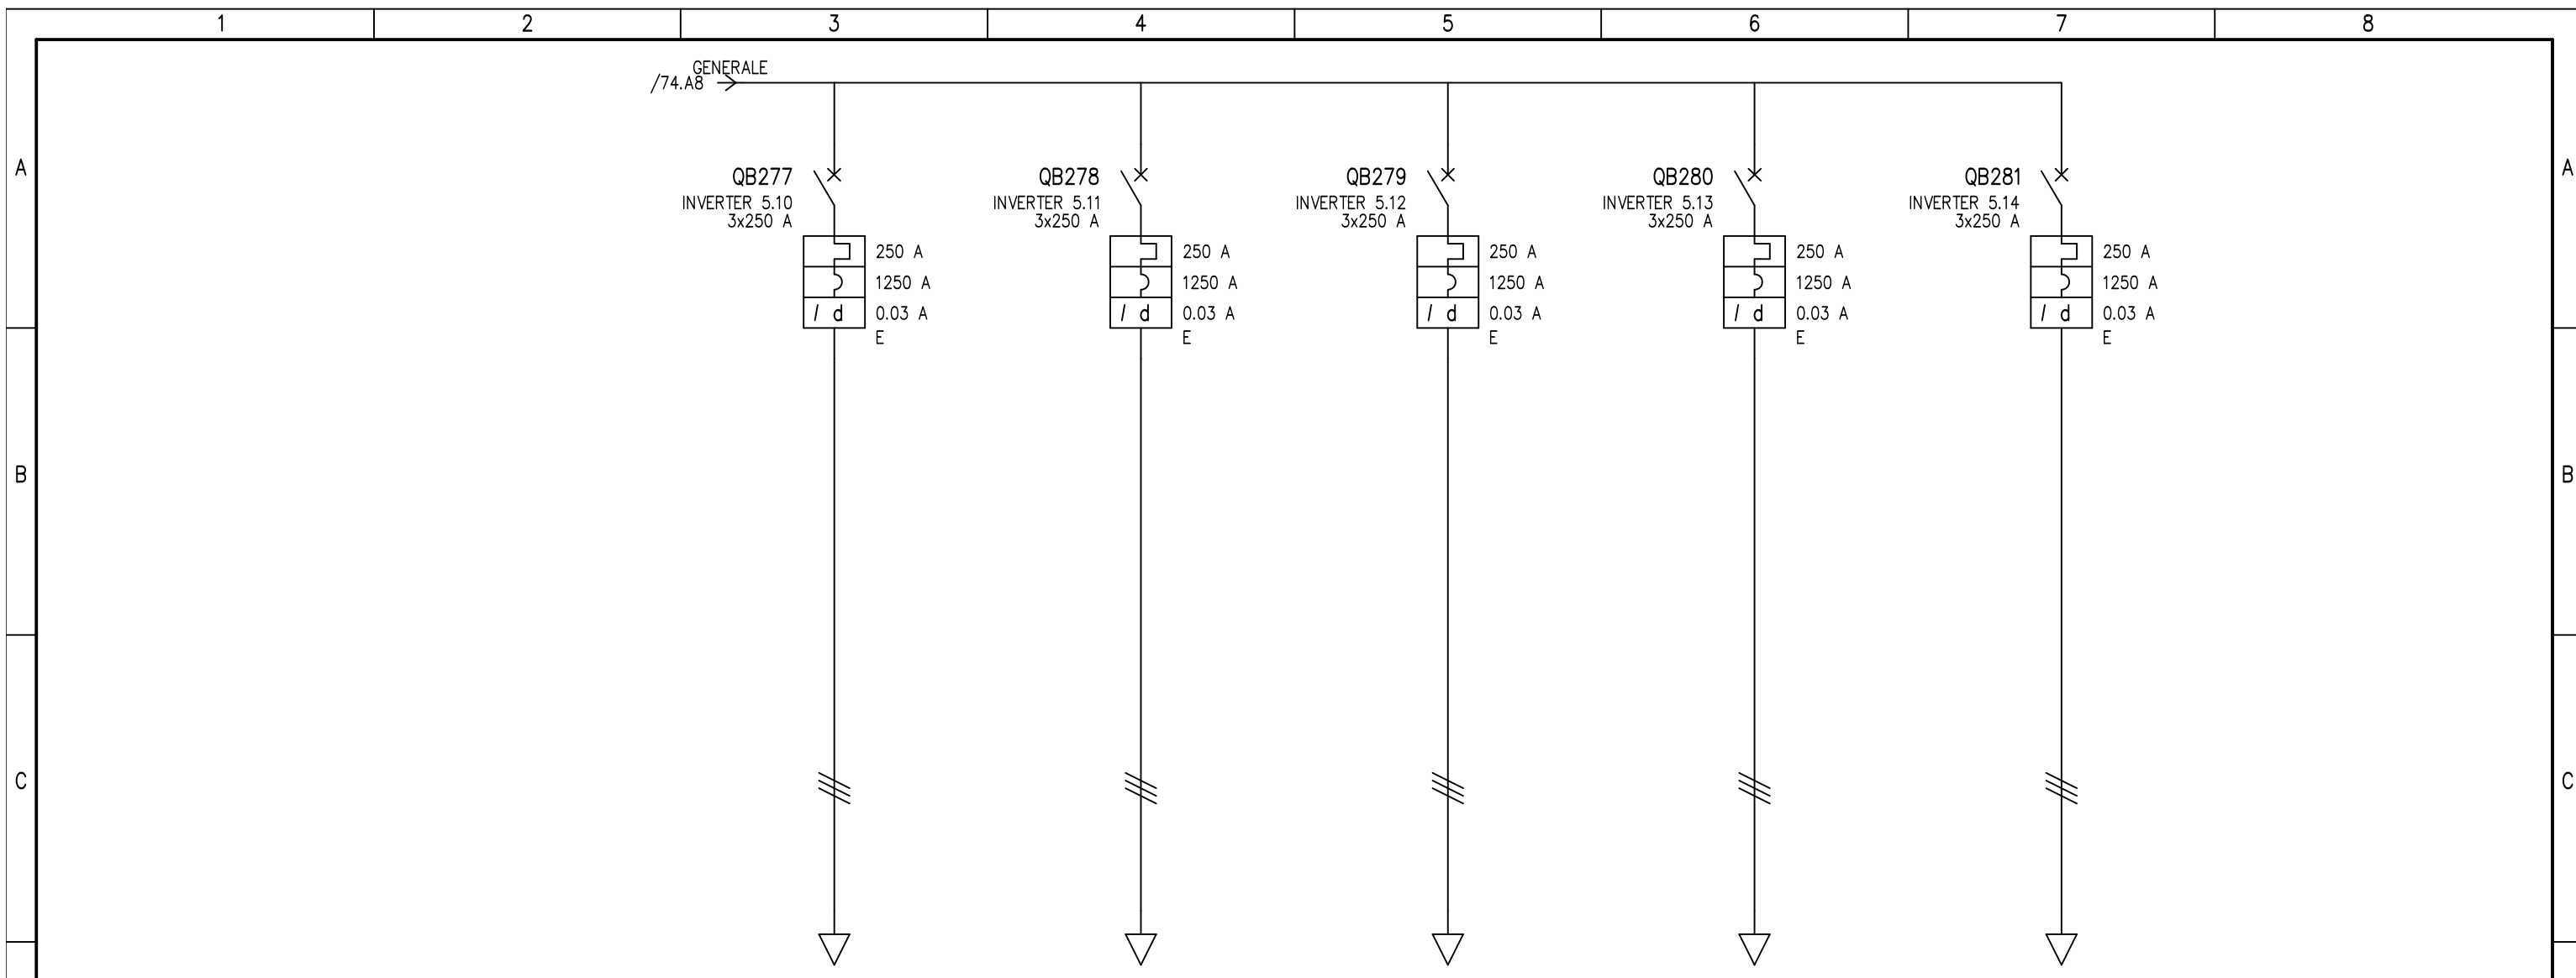 1 2 3 4 5 6 7 8
GENERALE
/74.A8
A A
QB277 QB278 QB279 QB280 QB281
INVERTER 5.10 INVERTER 5.11 INVERTER 5.12 INVERTER 5.13 INVERTER 5.14
3x250 A 3x250 A 3x250 A 3x250 A 3x250 A
250 A 250 A 250 A 250 A 250 A
1250 A 1250 A 1250 A 1250 A 1250 A
I d 0.03 A I d 0.03 A I d 0.03 A I d 0.03 A I d 0.03 A
E E E E E
B B
C C